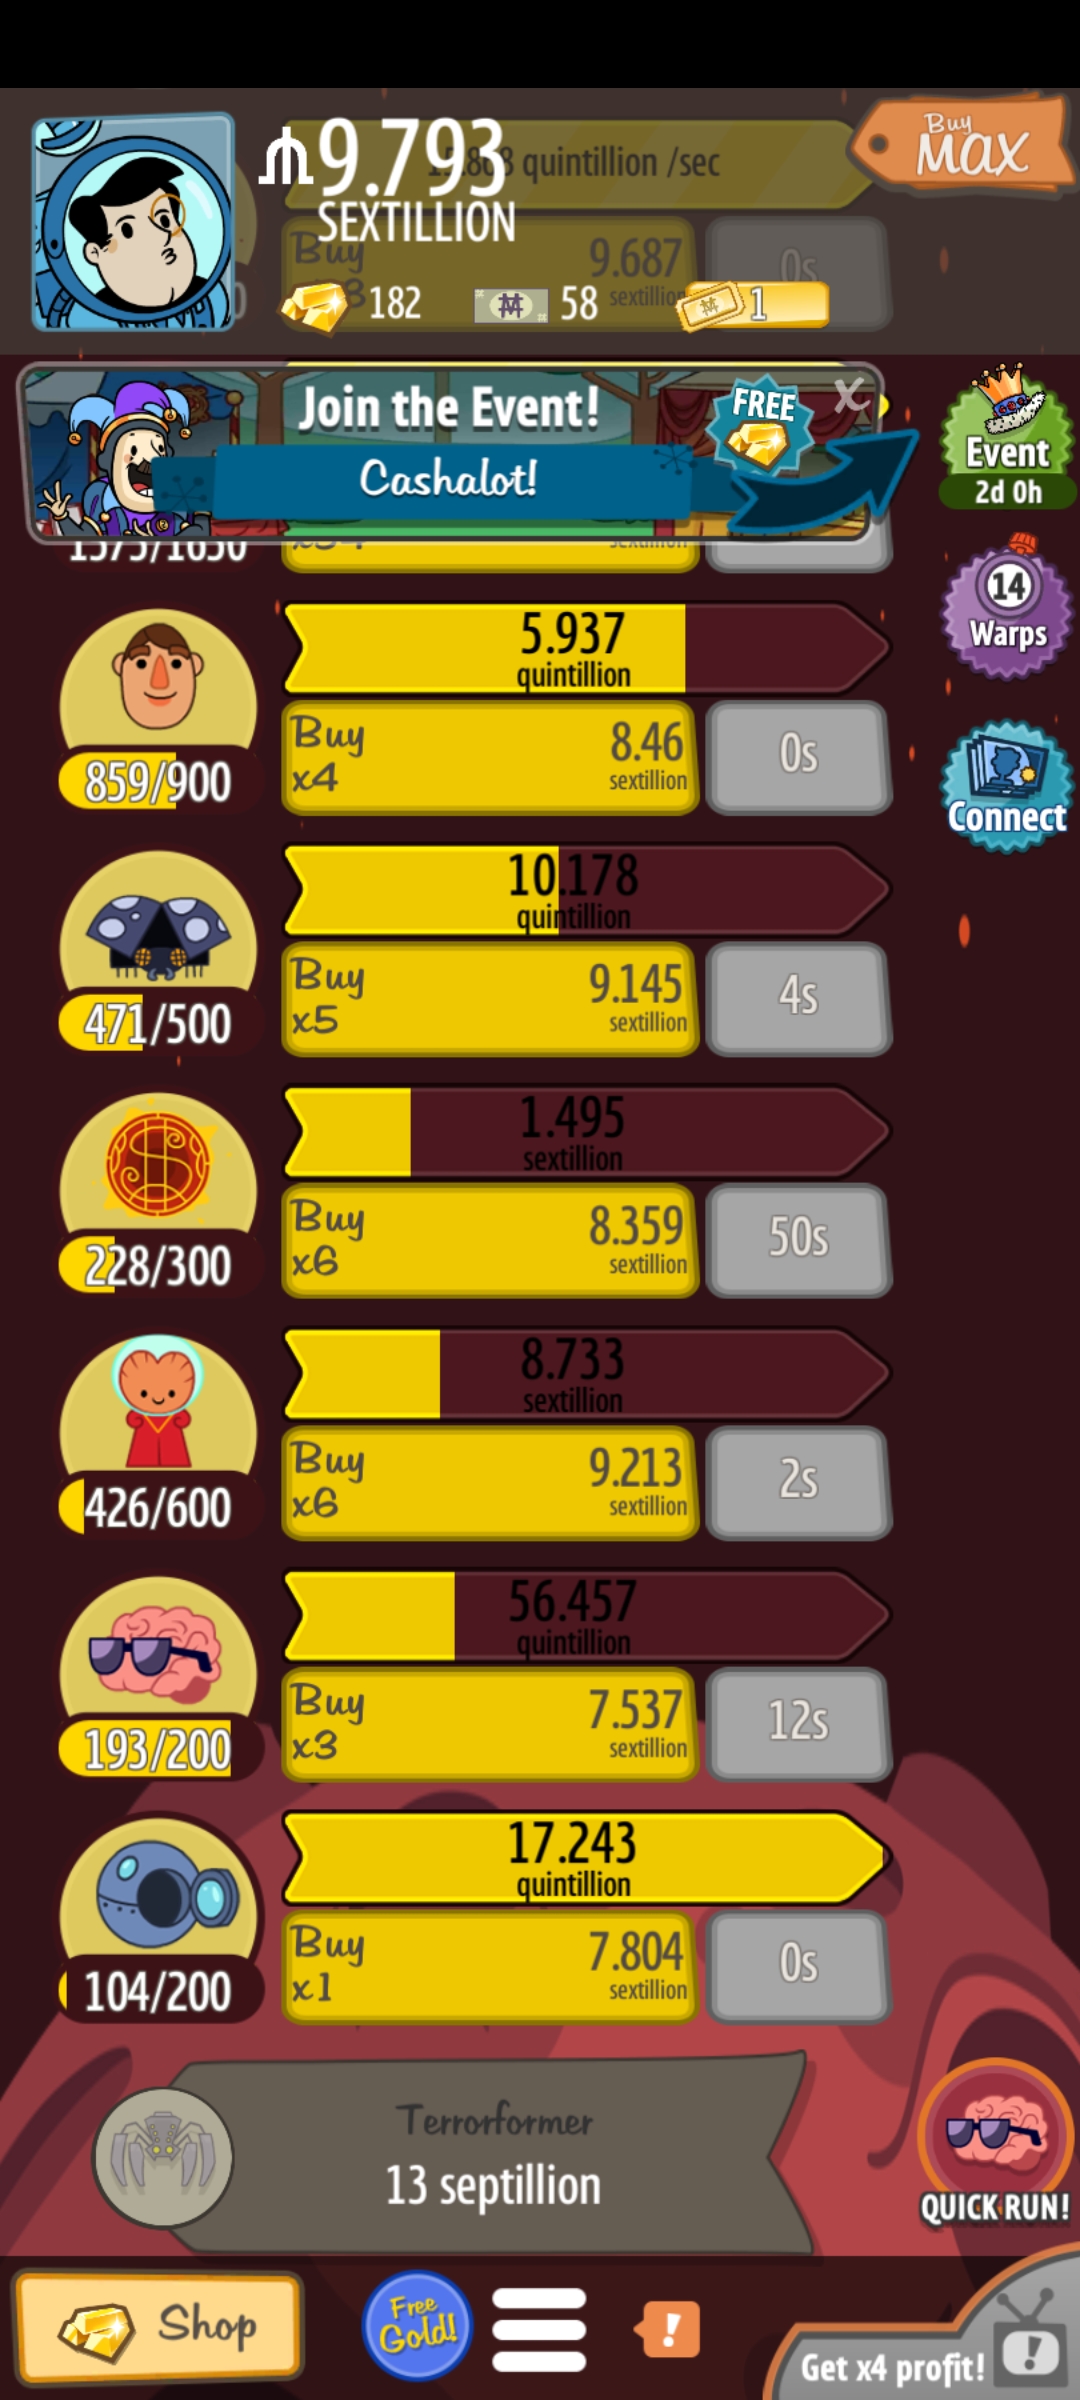 9.793
SEXTILLION
quintillion /sec
Buy
MAX
Buy
9.687
0s
182
58
1
Join the Event!
FREE
X
Cashalot!
Event
2d 0h
1575/1650
14
Warps
5.937
quintillion
Buy
x4
8.46
sextillion
0s
859/900
Connect
10.178
quintillion
Buy
x5
9.145
sextillion
4s
471/500
1.495
sextillion
Buy
x6
8.359
sextillion
50s
228/300
8.733
sextillion
Buy
x6
9.213
sextillion
2s
426/600
56.457
quintillion
Buy
x3
7.537
sextillion
12s
193/200
17.243
quintillion
Buy
x1
7.804
sextillion
0s
104/200
Terrorformer
13 septillion
QUICK RUN!
Shop
Free
Gold!
!
Get x4 profit!
!